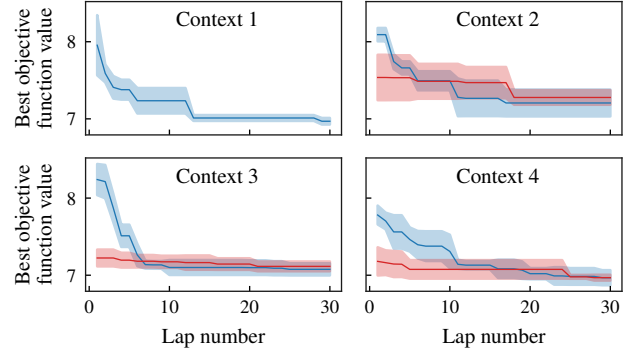 Context 1
Context 2
Best objective
function value
8
7
Context 3
Context 4
Best objective
function value
8
7
0
10
20
30
0
10
20
30
Lap number
Lap number